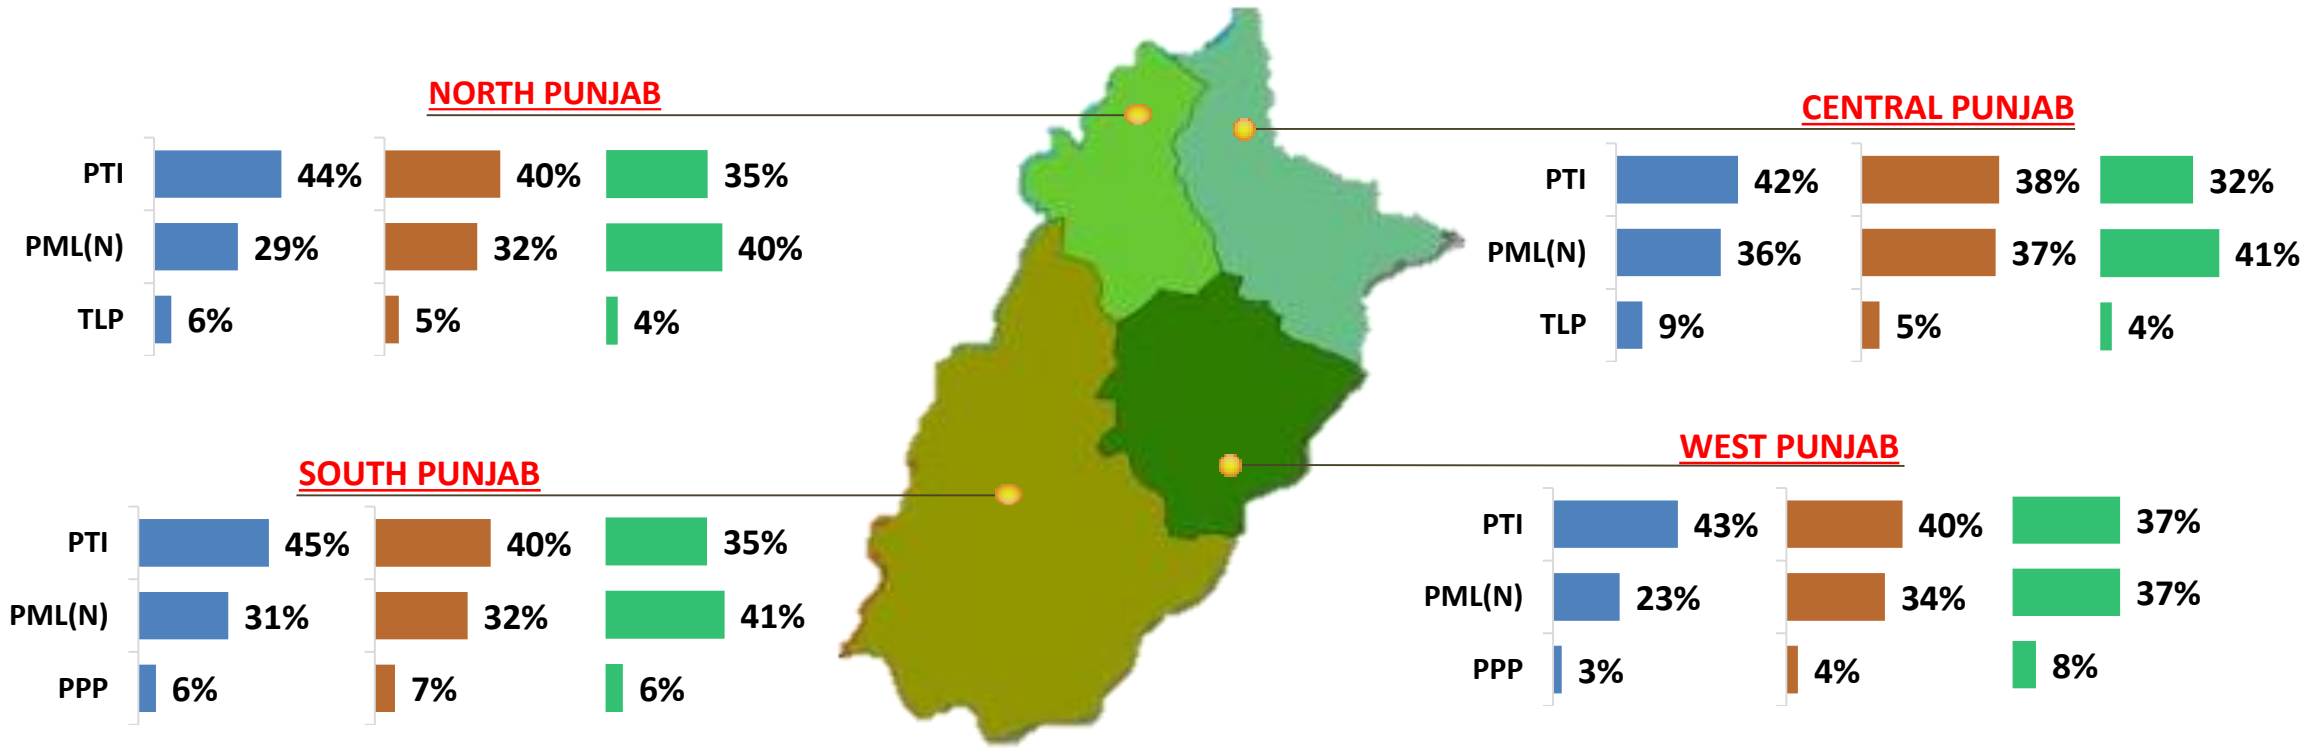 NORTH PUNJAB
PTI 44% 40% 35%
PML(N) 29% 32% 40%
TLP 6% 5% 4%
CENTRAL PUNJAB
PTI 42% 38% 32%
PML(N) 36% 37% 41%
TLP 9% 5% 4%
SOUTH PUNJAB
PTI 45% 40% 35%
PML(N) 31% 32% 41%
PPP 6% 7% 6%
WEST PUNJAB
PTI 43% 40% 37%
PML(N) 23% 34% 37%
PPP 3% 4% 8%